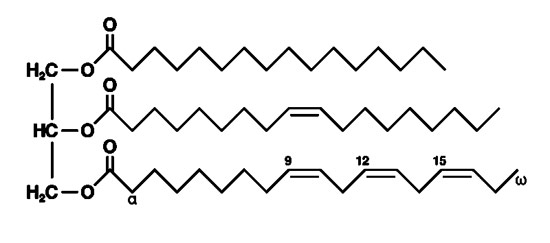 O
H₂C O
O
HC O
O 9 12 15
H₂C O α ω